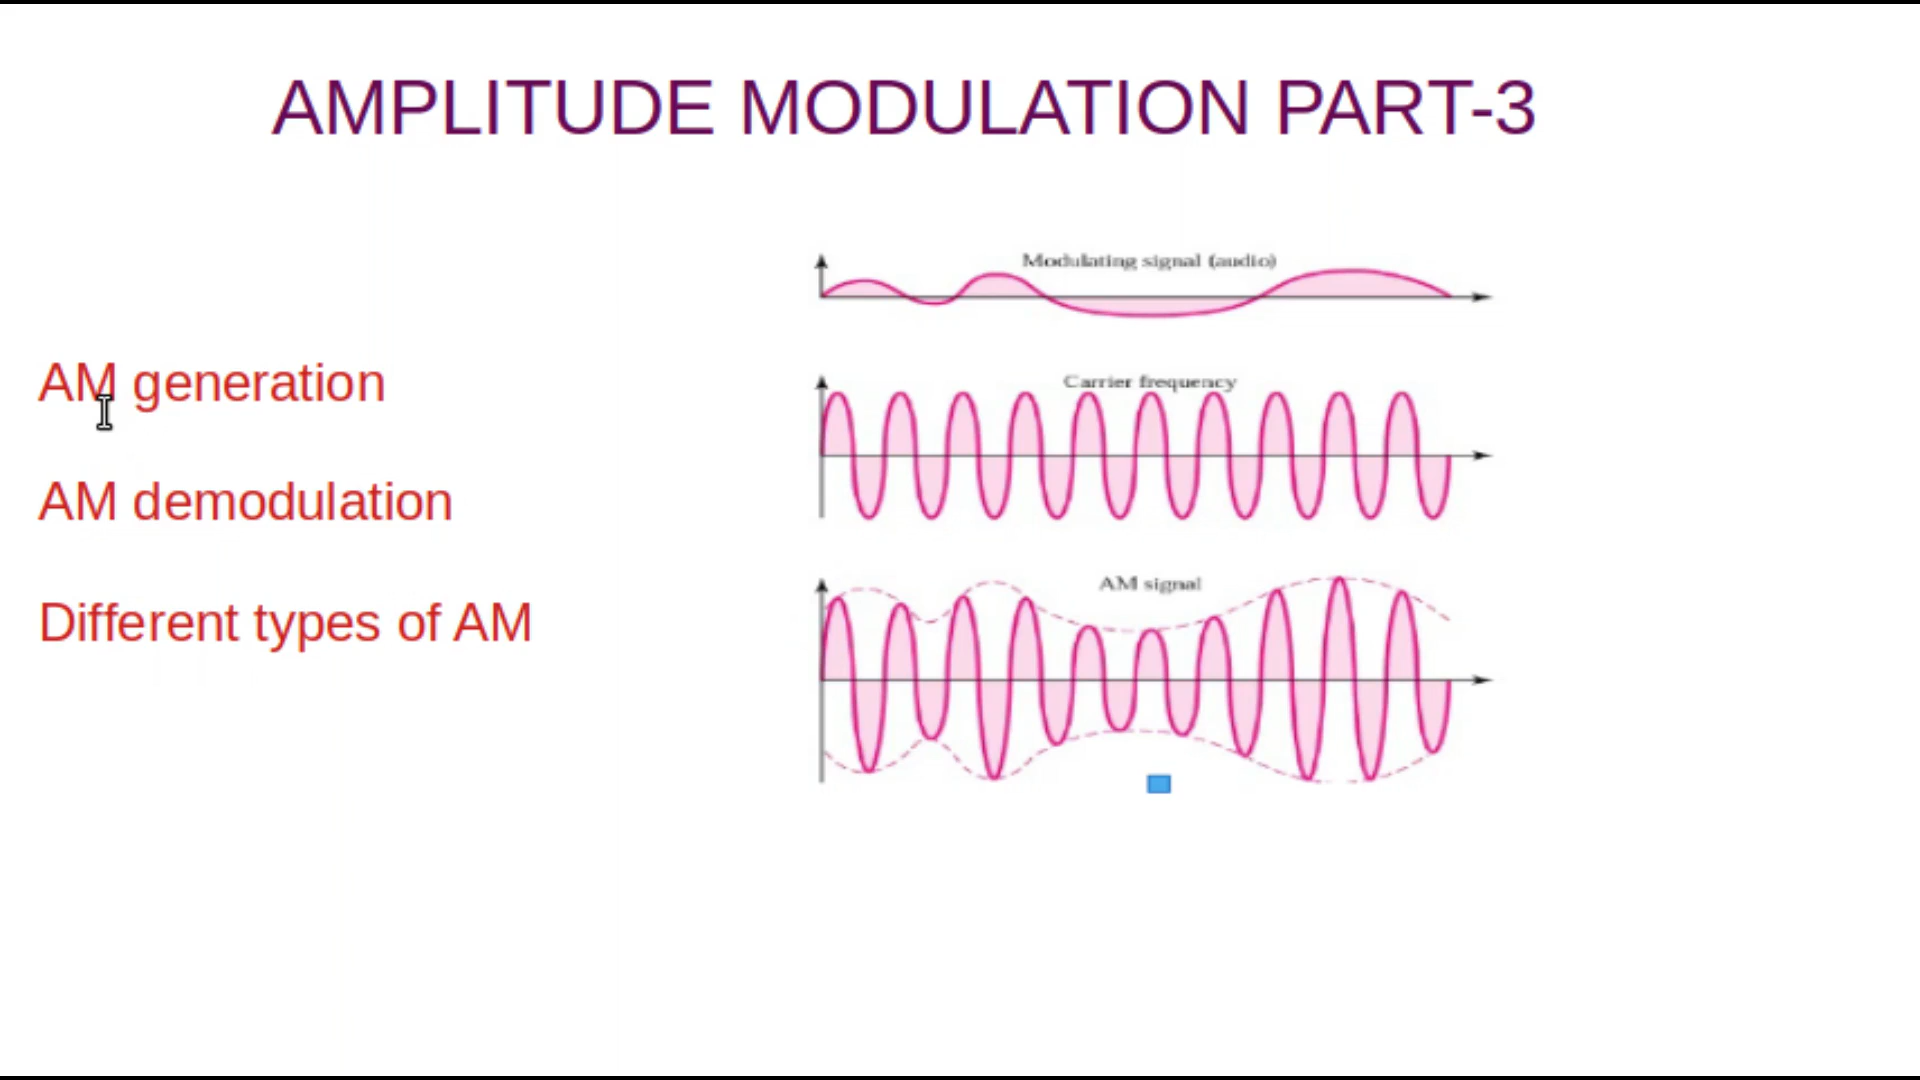 AMPLITUDE MODULATION PART-3
AM generation
AM demodulation
Different types of AM
Modulating signal (audio)
Carrier frequency
AM signal